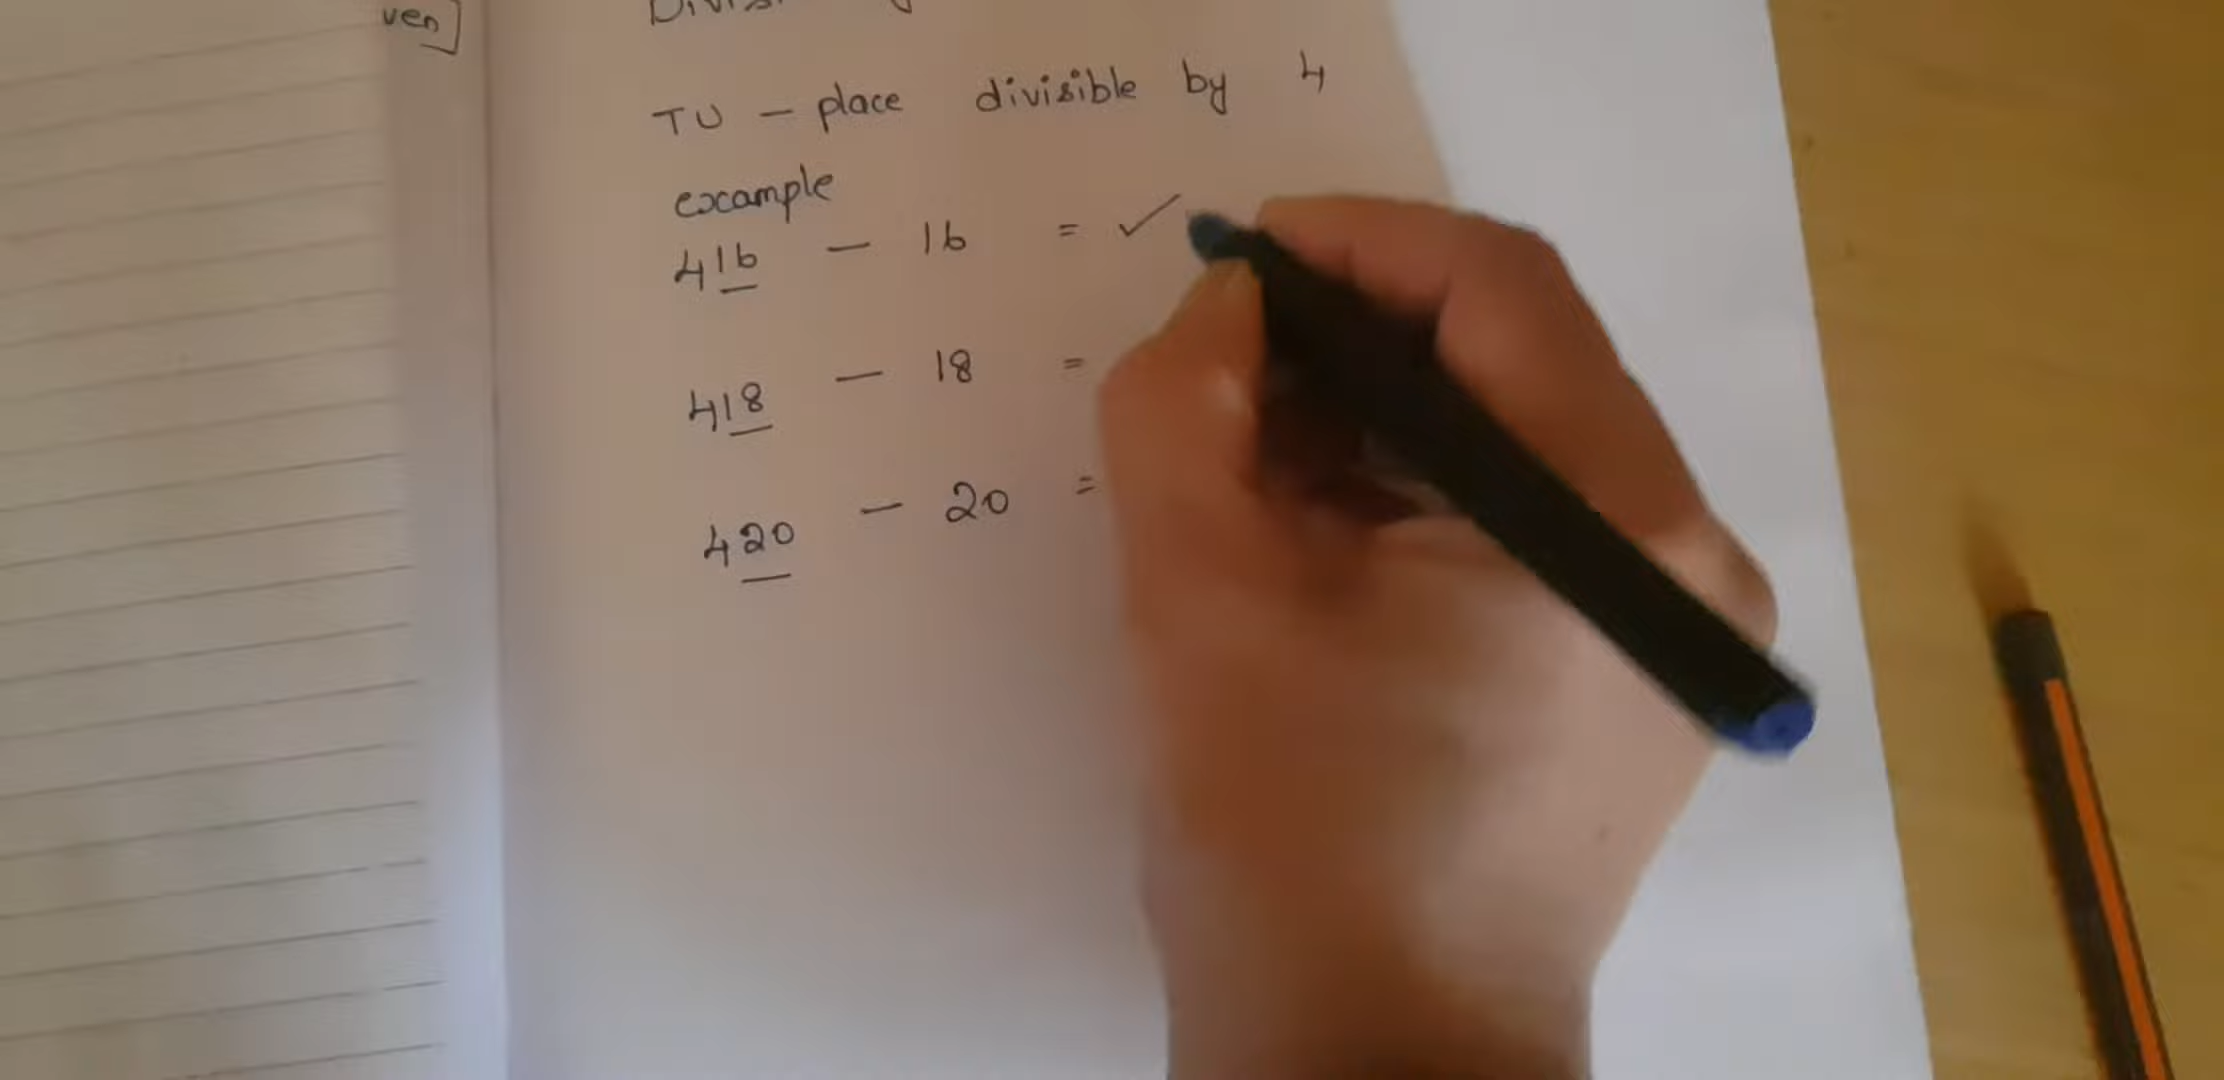 ven]
TU - place divisible by 4
example
416 - 16 = ✓
418 - 18 =
420 - 20 =